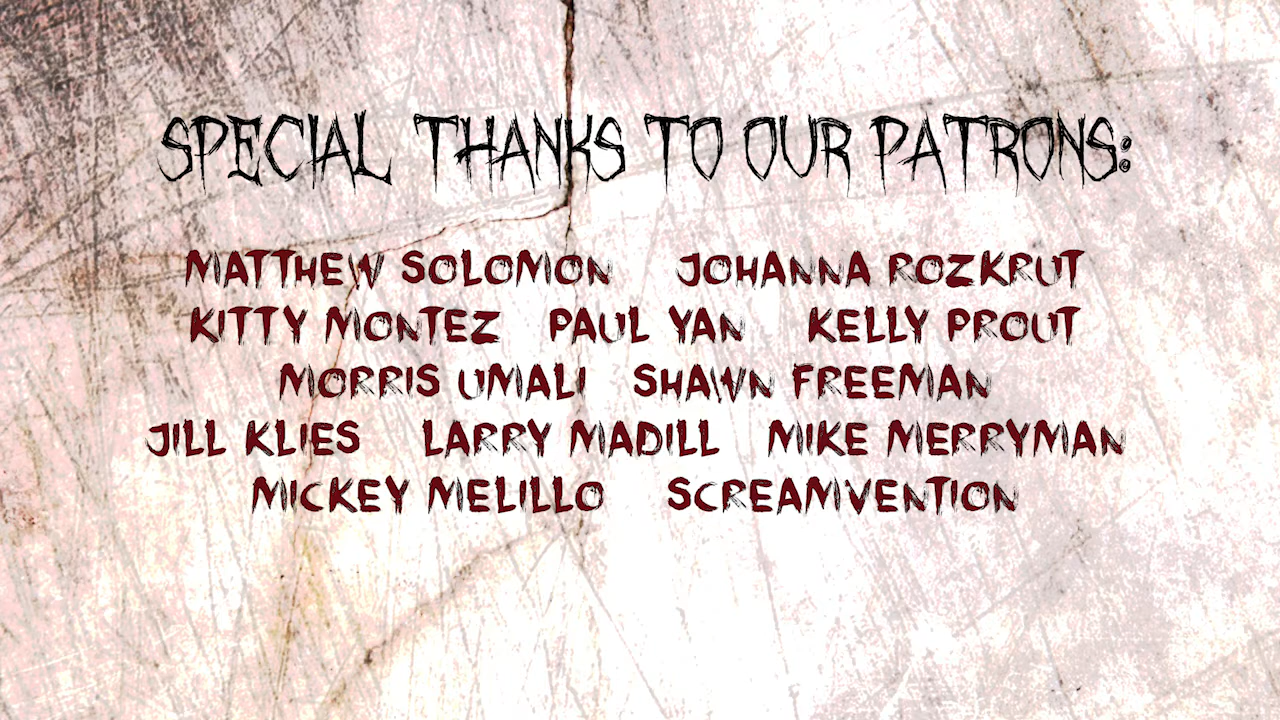 SPECIAL THANKS TO OUR PATRONS:
MATTHEW SOLOMON JOHANNA ROZKRUT
KITTY MONTEZ PAUL YAN KELLY PROUT
MORRIS UMALI SHAWN FREEMAN
JILL KLIES LARRY MADILL MIKE MERRYMAN
MICKEY MELILLO SCREAMVENTION